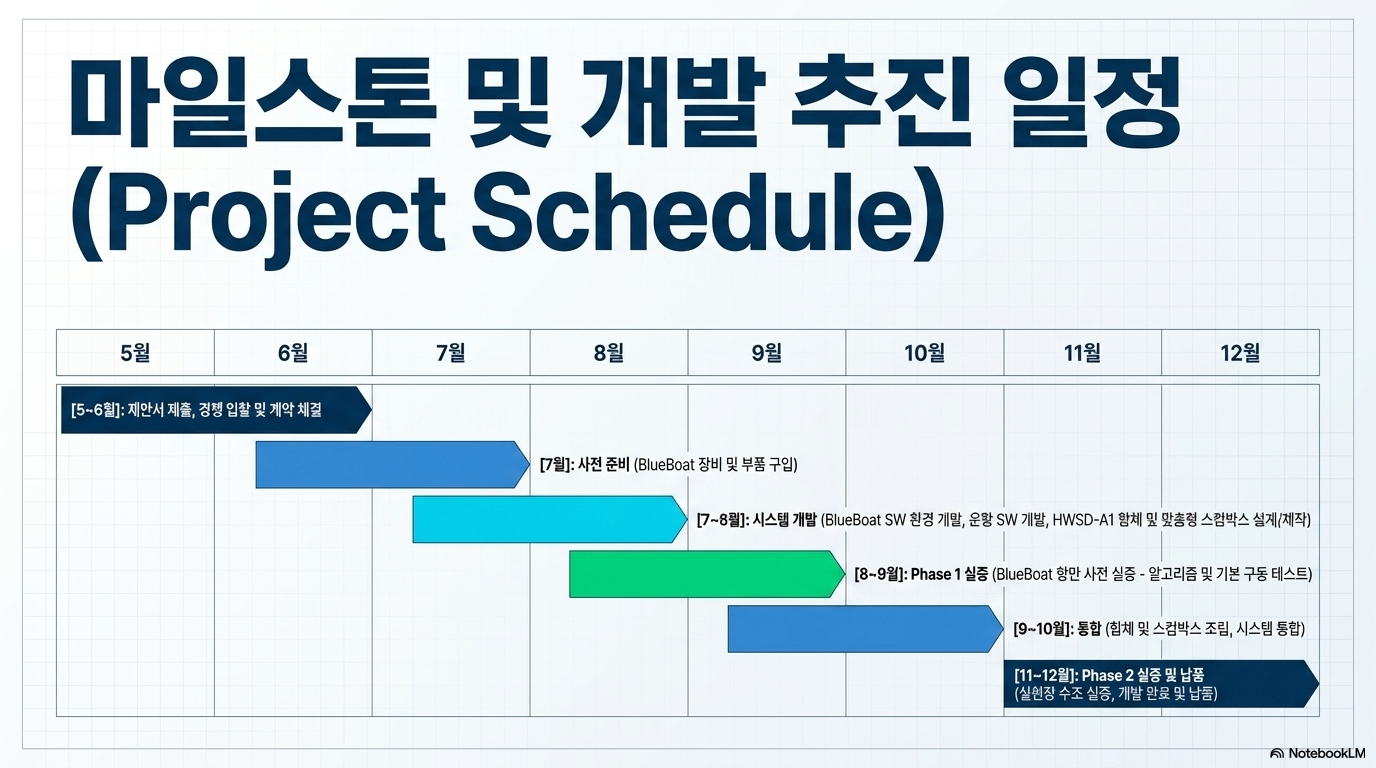 마일스톤 및 개발 추진 일정
(Project Schedule)
5월 6월 7월 8월 9월 10월 11월 12월
[5~6월]: 제안서 제출, 경쟁 입찰 및 계약 체결
[7월]: 사전 준비 (BlueBoat 장비 및 부품 구입)
[7~8월]: 시스템 개발 (BlueBoat SW 환경 개발, 운항 SW 개발, HWSD-A1 함체 및 맞춤형 스컴박스 설계/제작)
[8~9월]: Phase 1 실증 (BlueBoat 항만 사전 실증 - 알고리즘 및 기본 구동 테스트)
[9~10월]: 통합 (함체 및 스컴박스 조립, 시스템 통합)
[11~12월]: Phase 2 실증 및 납품
(실원장 수조 실증, 개발 완료 및 납품)
NotebookLM